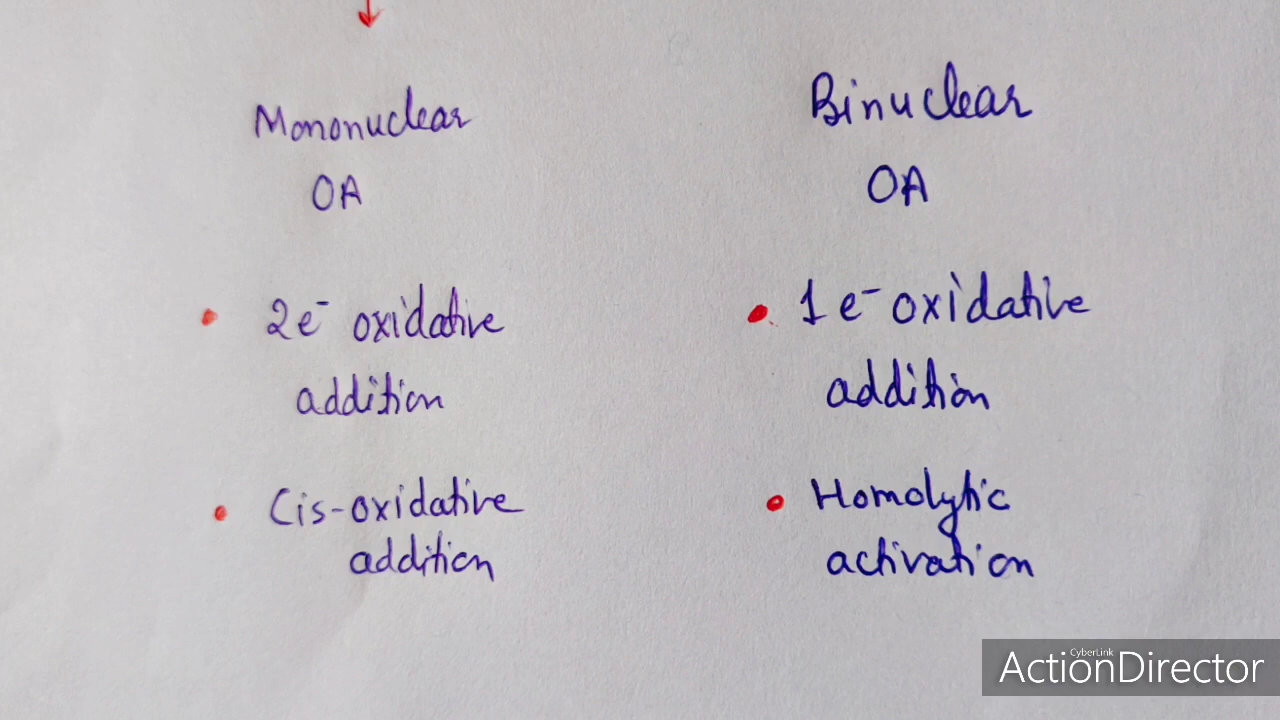 Mononuclear
OA
• 2e⁻ oxidative
addition
• Cis-oxidative
addition
Binuclear
OA
• 1e⁻ oxidative
addition
• Homolytic
activation
CyberLink
ActionDirector